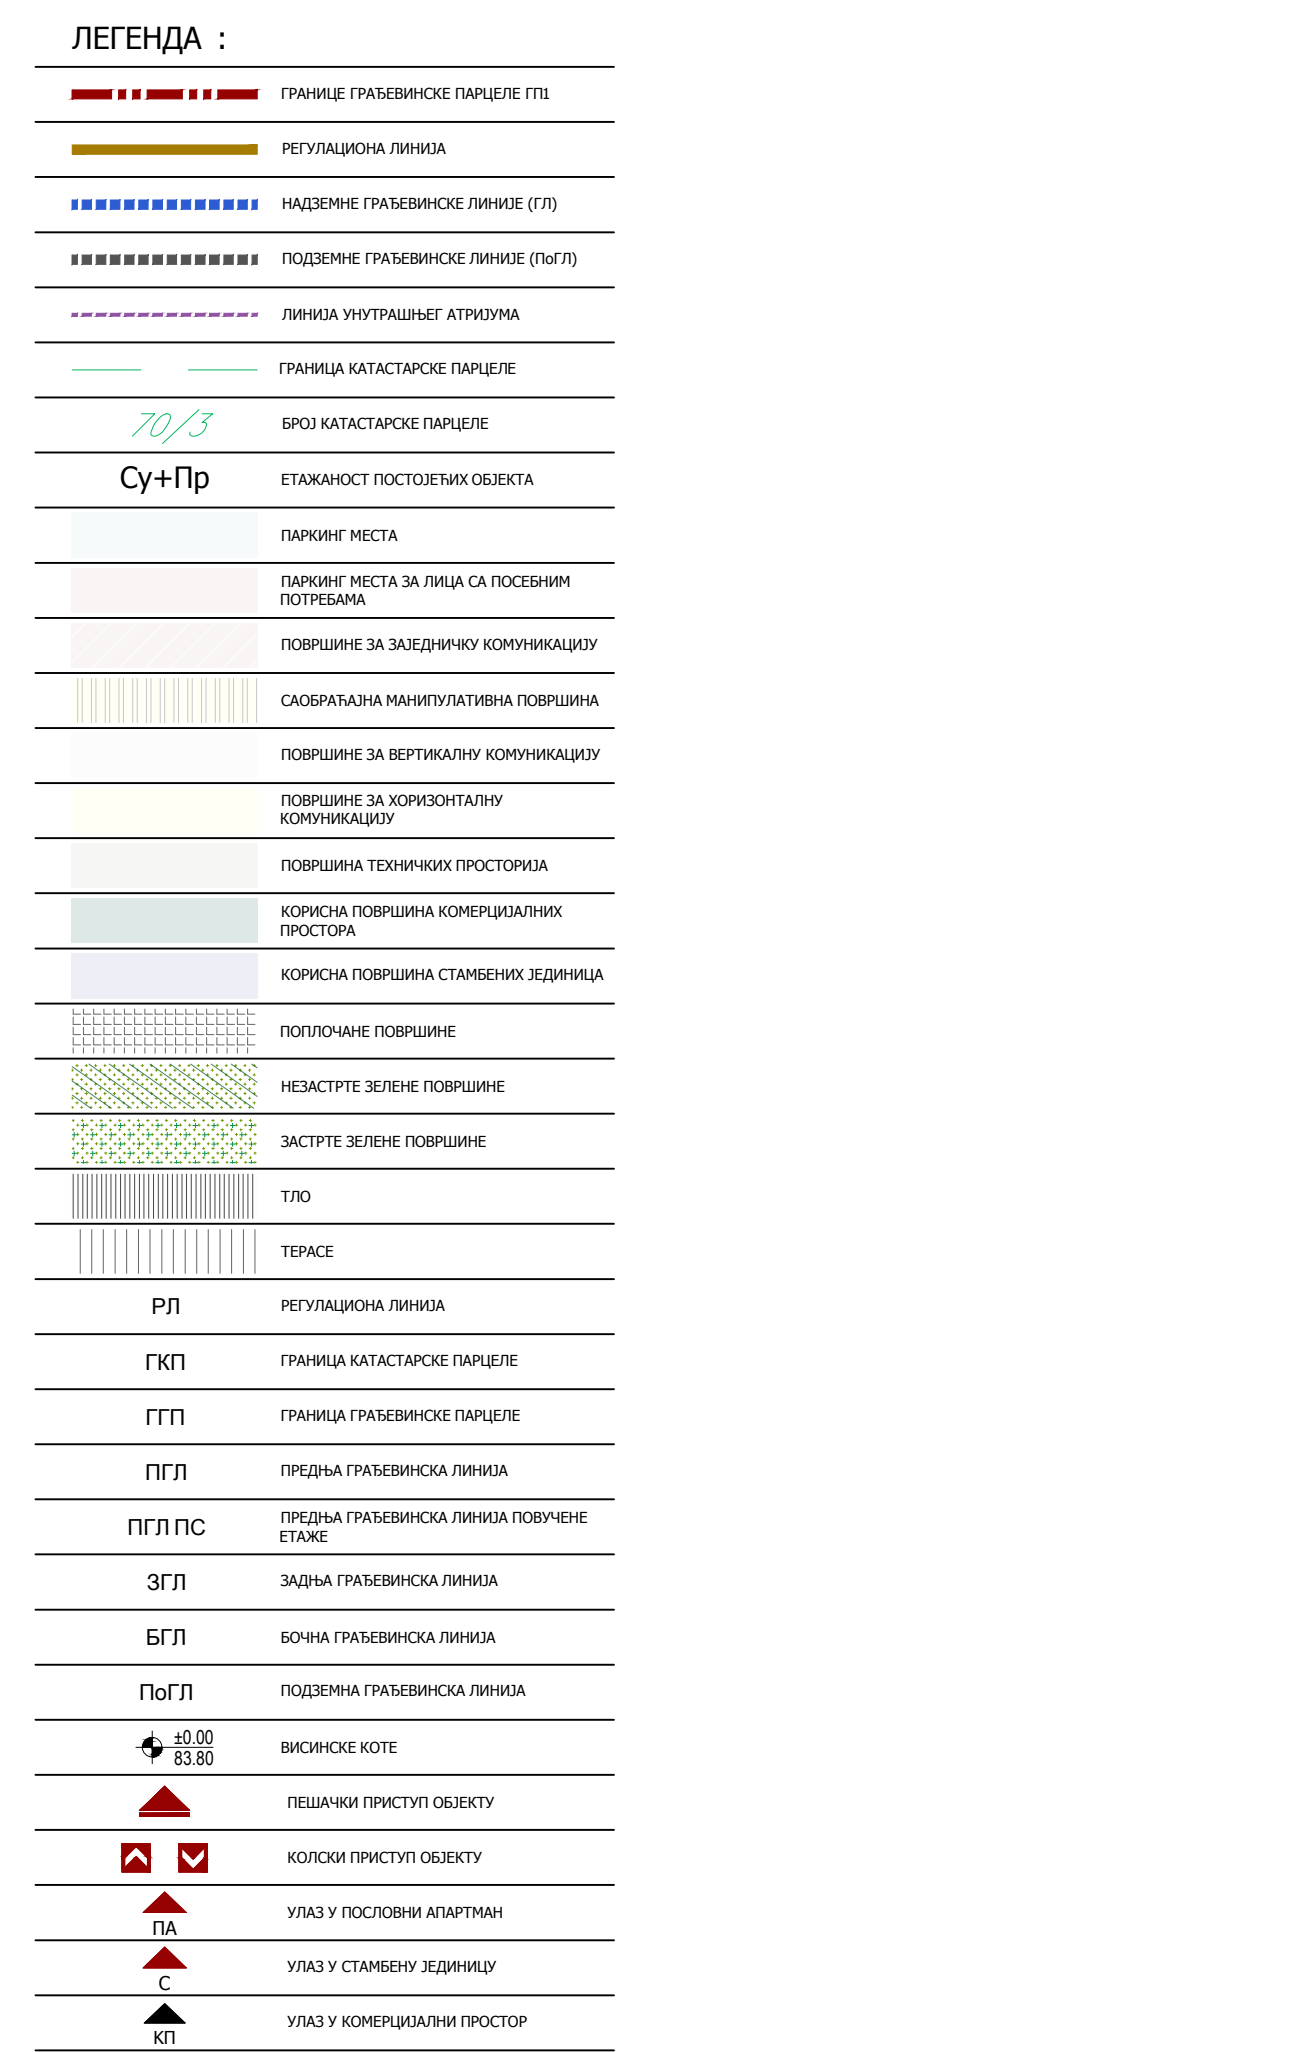 ЛЕГЕНДА :
ГРАНИЦЕ ГРАЂЕВИНСКЕ ПАРЦЕЛЕ ГП1
РЕГУЛАЦИОНА ЛИНИЈА
НАДЗЕМНЕ ГРАЂЕВИНСКЕ ЛИНИЈЕ (ГЛ)
ПОДЗЕМНЕ ГРАЂЕВИНСКЕ ЛИНИЈЕ (ПоГЛ)
ЛИНИЈА УНУТРАШЊЕГ АТРИЈУМА
ГРАНИЦА КАТАСТАРСКЕ ПАРЦЕЛЕ
70/3 БРОЈ КАТАСТАРСКЕ ПАРЦЕЛЕ
Су+Пр ЕТАЖАНОСТ ПОСТОЈЕЋИХ ОБЈЕКТА
ПАРКИНГ МЕСТА
ПАРКИНГ МЕСТА ЗА ЛИЦА СА ПОСЕБНИМ
ПОТРЕБАМА
ПОВРШИНЕ ЗА ЗАЈЕДНИЧКУ КОМУНИКАЦИЈУ
САОБРАЋАЈНА МАНИПУЛАТИВНА ПОВРШИНА
ПОВРШИНЕ ЗА ВЕРТИКАЛНУ КОМУНИКАЦИЈУ
ПОВРШИНЕ ЗА ХОРИЗОНТАЛНУ
КОМУНИКАЦИЈУ
ПОВРШИНА ТЕХНИЧКИХ ПРОСТОРИЈА
КОРИСНА ПОВРШИНА КОМЕРЦИЈАЛНИХ
ПРОСТОРА
КОРИСНА ПОВРШИНА СТАМБЕНИХ ЈЕДИНИЦА
ПОПЛОЧАНЕ ПОВРШИНЕ
НЕЗАСТРТЕ ЗЕЛЕНЕ ПОВРШИНЕ
ЗАСТРТЕ ЗЕЛЕНЕ ПОВРШИНЕ
ТЛО
ТЕРАСЕ
РЛ РЕГУЛАЦИОНА ЛИНИЈА
ГКП ГРАНИЦА КАТАСТАРСКЕ ПАРЦЕЛЕ
ГГП ГРАНИЦА ГРАЂЕВИНСКЕ ПАРЦЕЛЕ
ПГЛ ПРЕДЊА ГРАЂЕВИНСКА ЛИНИЈА
ПГЛ ПС ПРЕДЊА ГРАЂЕВИНСКА ЛИНИЈА ПОВУЧЕНЕ
ЕТАЖЕ
ЗГЛ ЗАДЊА ГРАЂЕВИНСКА ЛИНИЈА
БГЛ БОЧНА ГРАЂЕВИНСКА ЛИНИЈА
ПоГЛ ПОДЗЕМНА ГРАЂЕВИНСКА ЛИНИЈА
±0.00
83.80
ВИСИНСКЕ КОТЕ
ПЕШАЧКИ ПРИСТУП ОБЈЕКТУ
КОЛСКИ ПРИСТУП ОБЈЕКТУ
ПА УЛАЗ У ПОСЛОВНИ АПАРТМАН
С УЛАЗ У СТАМБЕНУ ЈЕДИНИЦУ
КП УЛАЗ У КОМЕРЦИЈАЛНИ ПРОСТОР